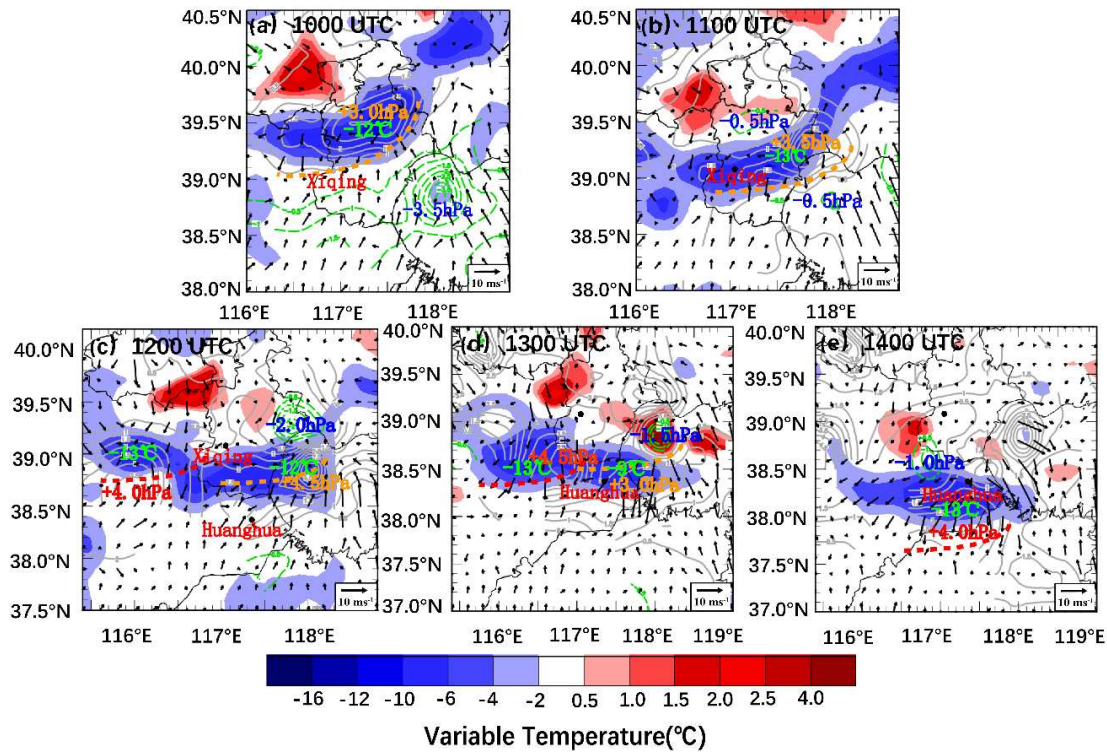 (a) 1000 UTC
40.5°N
40.0°N
39.5°N
39.0°N
38.5°N
38.0°N
116°E
117°E
118°E
+3.0hPa
-12℃
Xiqing
-3.5hPa
10 ms⁻¹
(b) 1100 UTC
40.5°N
40.0°N
39.5°N
39.0°N
38.5°N
38.0°N
116°E
117°E
118°E
-0.5hPa
+3.5hPa
-13℃
Xiqing
-0.5hPa
10 ms⁻¹
(c) 1200 UTC
40.0°N
39.5°N
39.0°N
38.5°N
38.0°N
37.5°N
116°E
117°E
118°E
-2.0hPa
-13℃
Xiqing
-12℃
+4.0hPa
Huanghua
10 ms⁻¹
(d) 1300 UTC
40.0°N
39.5°N
39.0°N
38.5°N
38.0°N
37.5°N
37.0°N
116°E
117°E
118°E
119°E
-1.5hPa
+4.5hPa
-13℃
-9℃
+3.0hPa
Huanghua
10 ms⁻¹
(e) 1400 UTC
40.0°N
39.5°N
39.0°N
38.5°N
38.0°N
37.5°N
37.0°N
116°E
117°E
118°E
119°E
-1.0hPa
Huanghua
-13℃
+4.0hPa
10 ms⁻¹
-16 -12 -10 -6 -4 -2 0.5 1.0 1.5 2.0 2.5 4.0
Variable Temperature(℃)